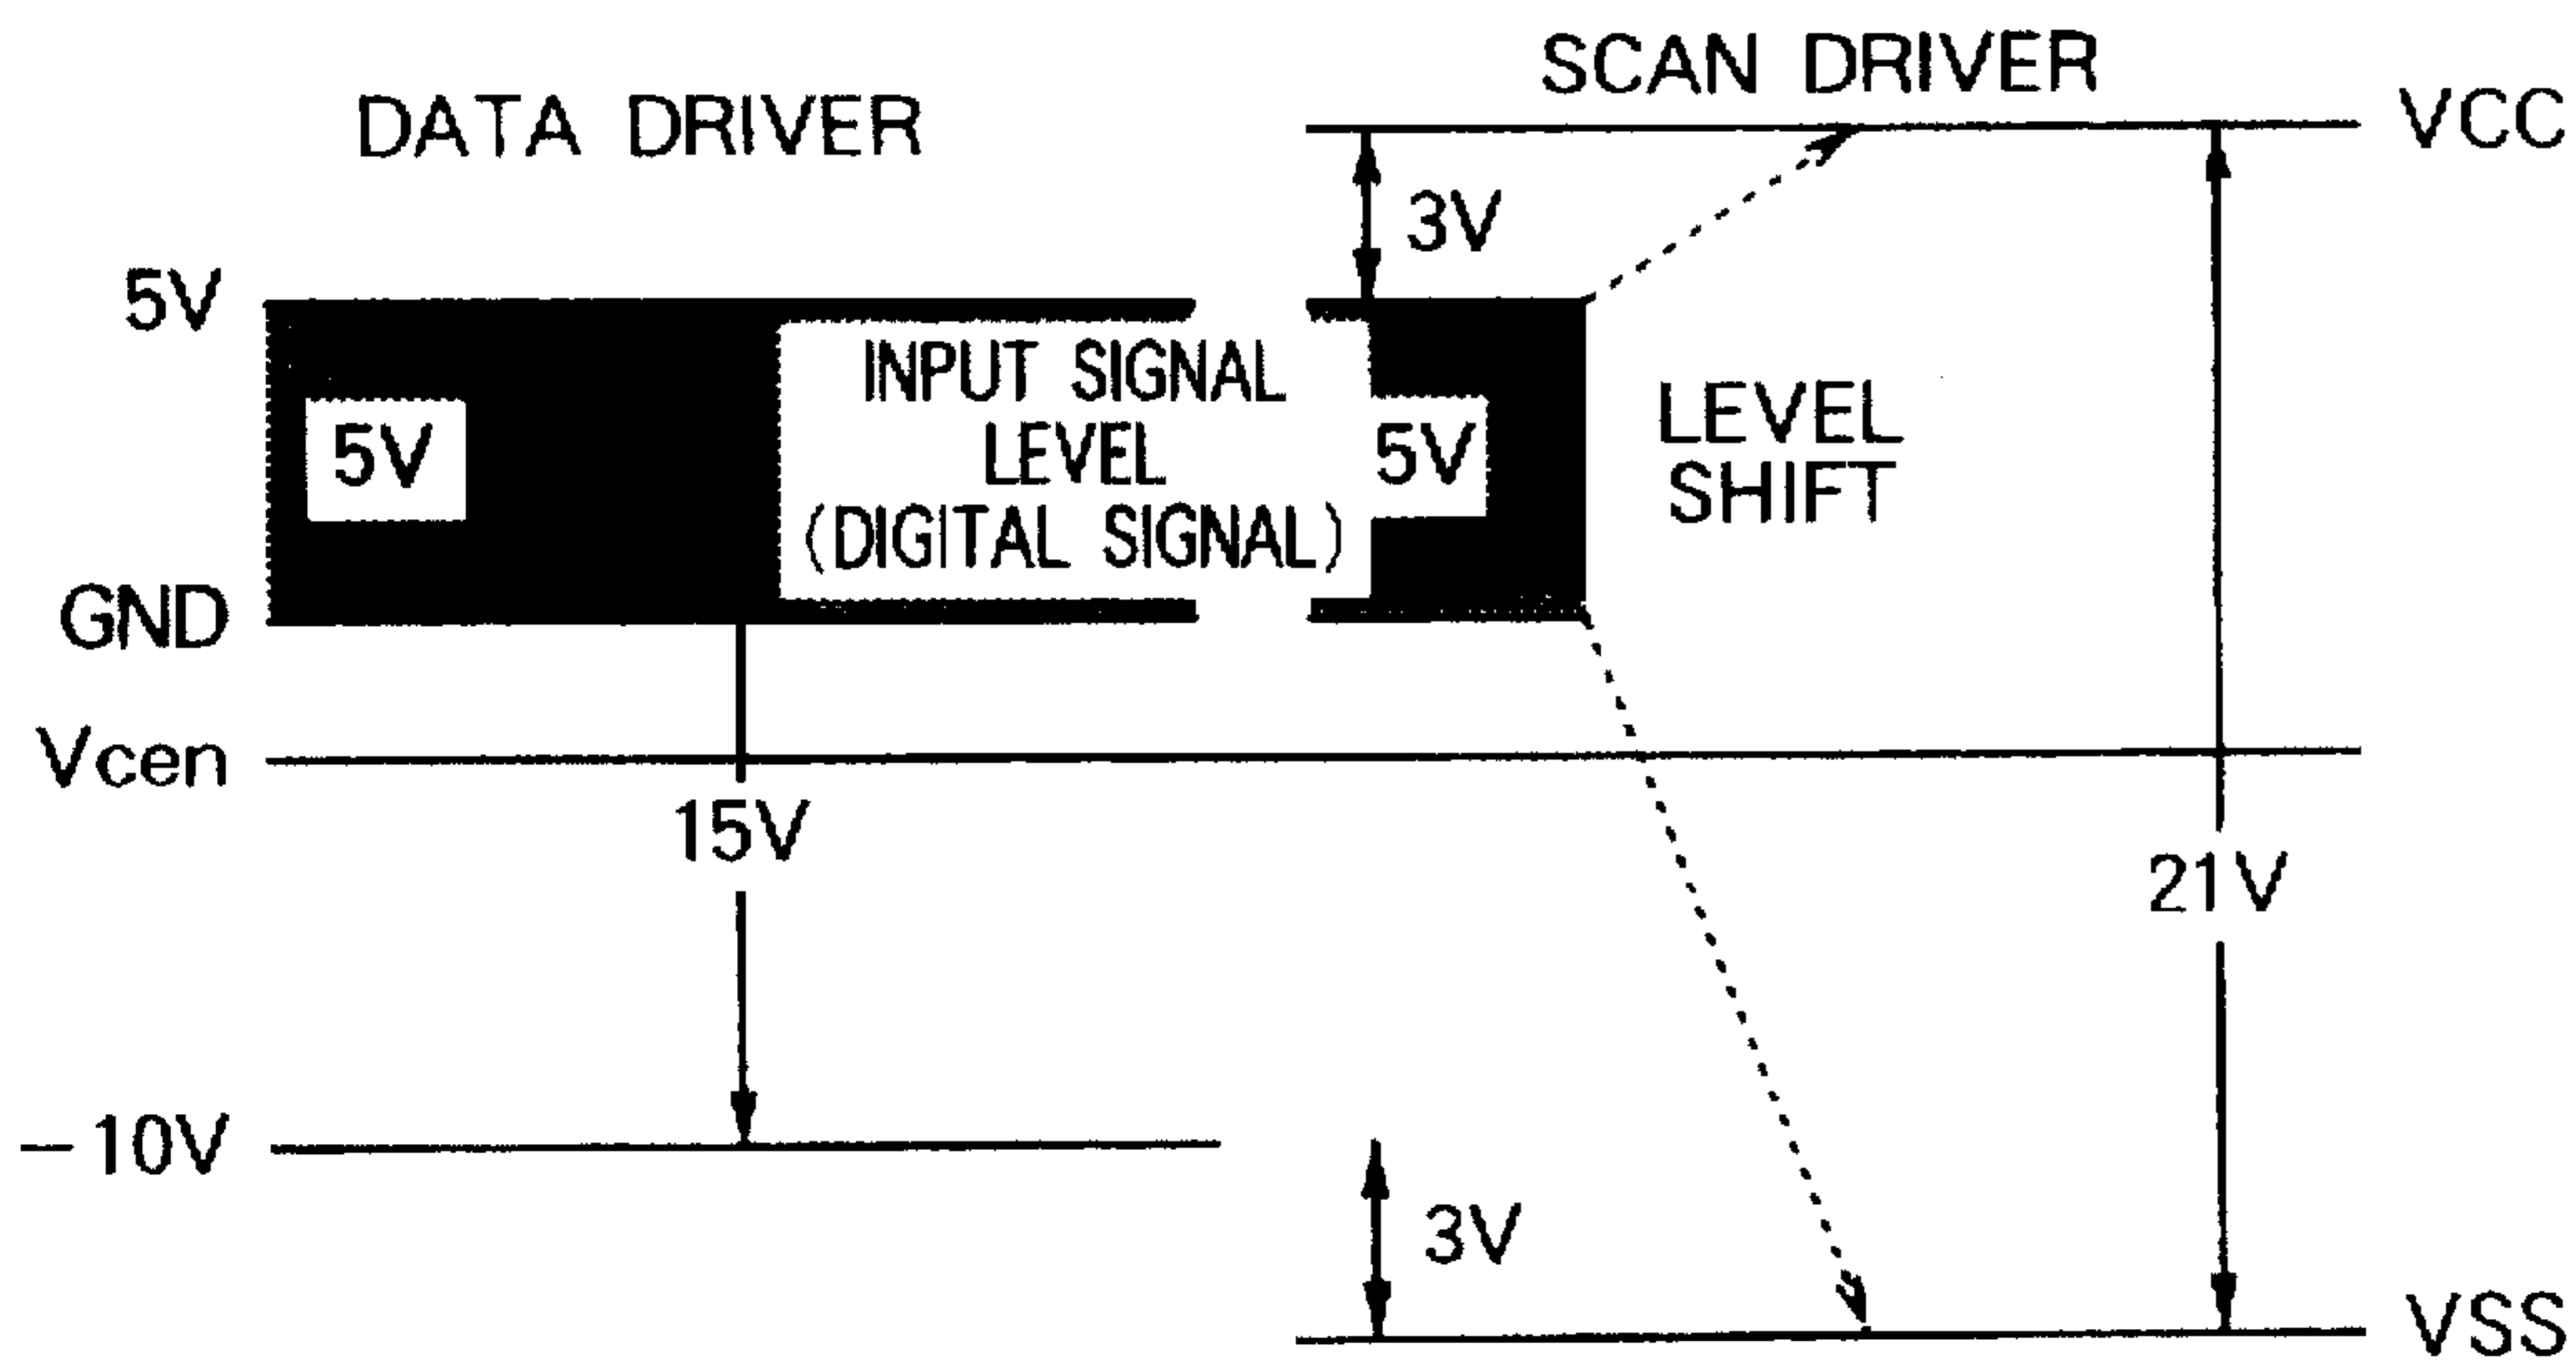 SCAN DRIVER
DATA DRIVER
VCC
3V
5V
INPUT SIGNAL
LEVEL
(DIGITAL SIGNAL)
5V
5V
LEVEL
SHIFT
GND
Vcen
15V
21V
-10V
3V
VSS